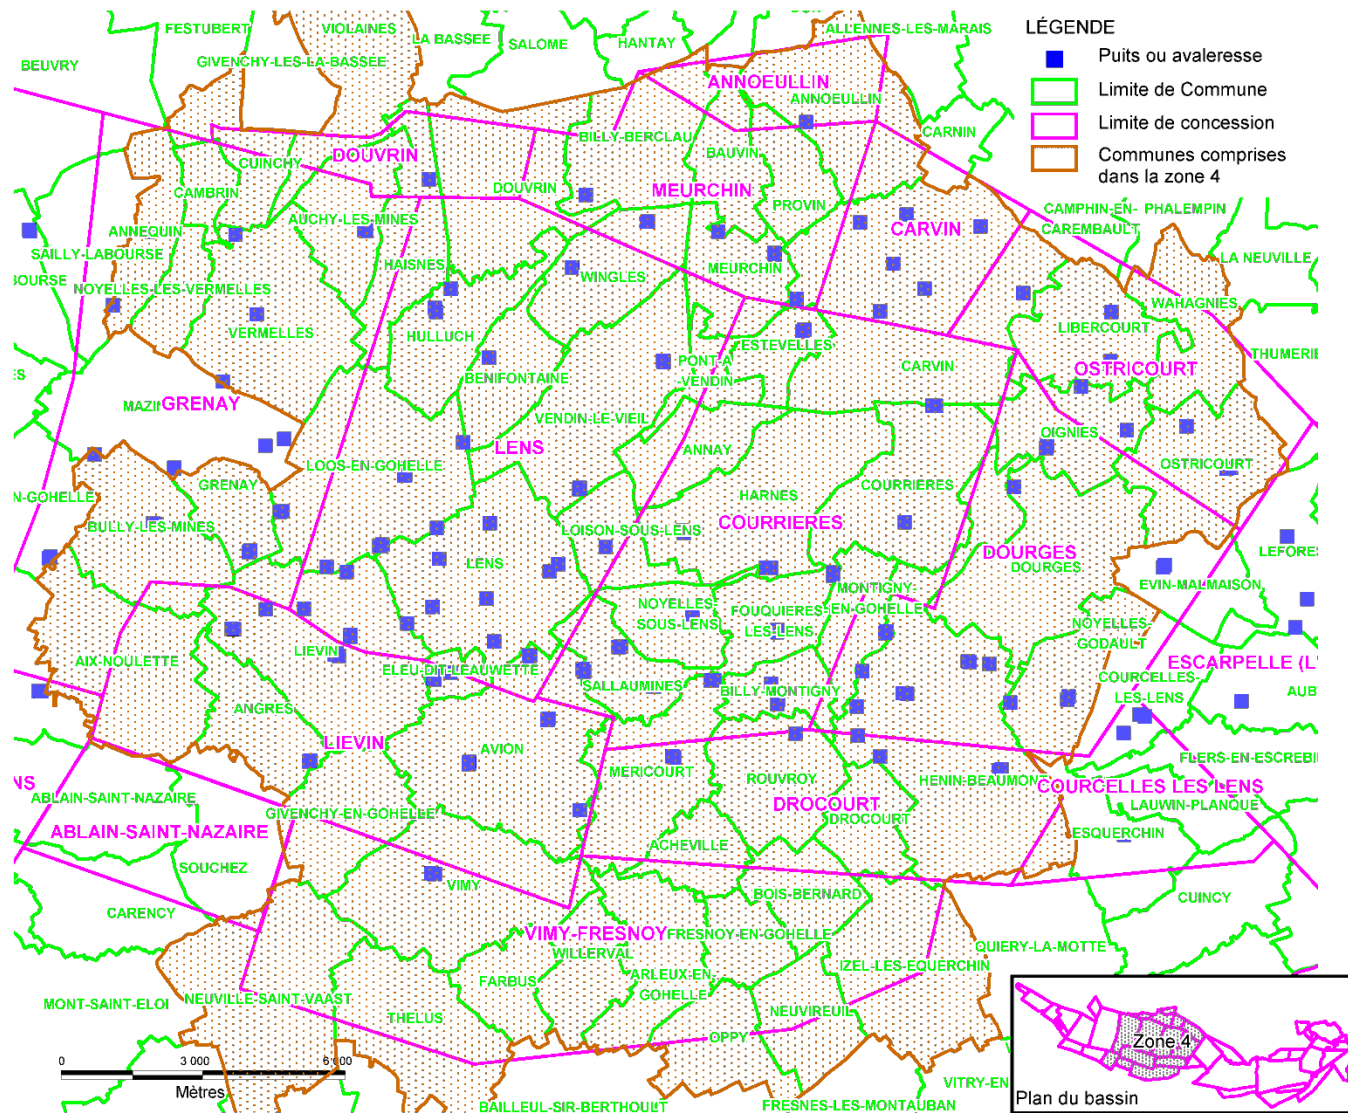 FESTUBERT
VIOLAINES
LA BASSEE
SALOME
HANTAY
ALLENNES-LES-MARAIS
LÉGENDE
BEUVRY
GIVENCHY-LES-LA-BASSEE
Puits ou avaleresse
ANNOEULLIN
ANNOEULLIN
Limite de Commune
Limite de concession
Communes comprises
dans la zone 4
CARNIN
BILLY-BERCLAU
BAUVIN
DOUVRIN
CUINCHY
CAMBRIN
DOUVRIN
MEURCHIN
PROVIN
CARVIN
CAMPHIN-EN-
CAREMBAULT
PHALEMPIN
AUCHY-LES-MINES
ANNEQUIN
SAILLY-LABOURSE
HAISNES
WINGLES
MEURCHIN
LA NEUVILLE
NOYELLES-LES-VERMELLES
WAHAGNIES
VERMELLES
HULLUCH
ESTEVELLES
LIBERCOURT
PONT-A
-VENDIN
CARVIN
OSTRICOURT
BENIFONTAINE
GRENAY
VENDIN-LE-VIEIL
OIGNIES
LENS
ANNAY
LOOS-EN-GOHELLE
OSTRICOURT
GRENAY
HARNES
COURRIERES
BULLY-LES-MINES
LOISON-SOUS-LENS
COURRIERES
DOURGES
DOURGES
LENS
EVIN-MALMAISON
MONTIGNY-
EN-GOHELLE
NOYELLES
SOUS-LENS
FOUQUIERES-
LES-LENS
NOYELLES-
GODAULT
LIEVIN
AIX-NOULETTE
ELEU-DIT-LEAUWETTE
SALLAUMINES
BILLY-MONTIGNY
COURCELLES-
LES-LENS
ANGRES
LIEVIN
AVION
MERICOURT
ROUVROY
HENIN-BEAUMONT
COURCELLES LES LENS
ABLAIN-SAINT-NAZAIRE
GIVENCHY-EN-GOHELLE
DROCOURT
DROCOURT
LAUWIN-PLANQUE
ABLAIN-SAINT-NAZAIRE
ESQUERCHIN
ACHEVILLE
SOUCHEZ
VIMY
BOIS-BERNARD
CUINCY
CARENCY
VIMY-FRESNOY
FRESNOY-EN-GOHELLE
WILLERVAL
QUIERY-LA-MOTTE
IZEL-LES-EQUERCHIN
FARBUS
ARLEUX-EN-
GOHELLE
MONT-SAINT-ELOI
NEUVILLE-SAINT-VAAST
THELUS
NEUVIREUIL
OPPY
Zone 4
0 3 000 6 000
Mètres
Plan du bassin
BAILLEUL-SIR-BERTHOULT
FRESNES-LES-MONTAUBAN